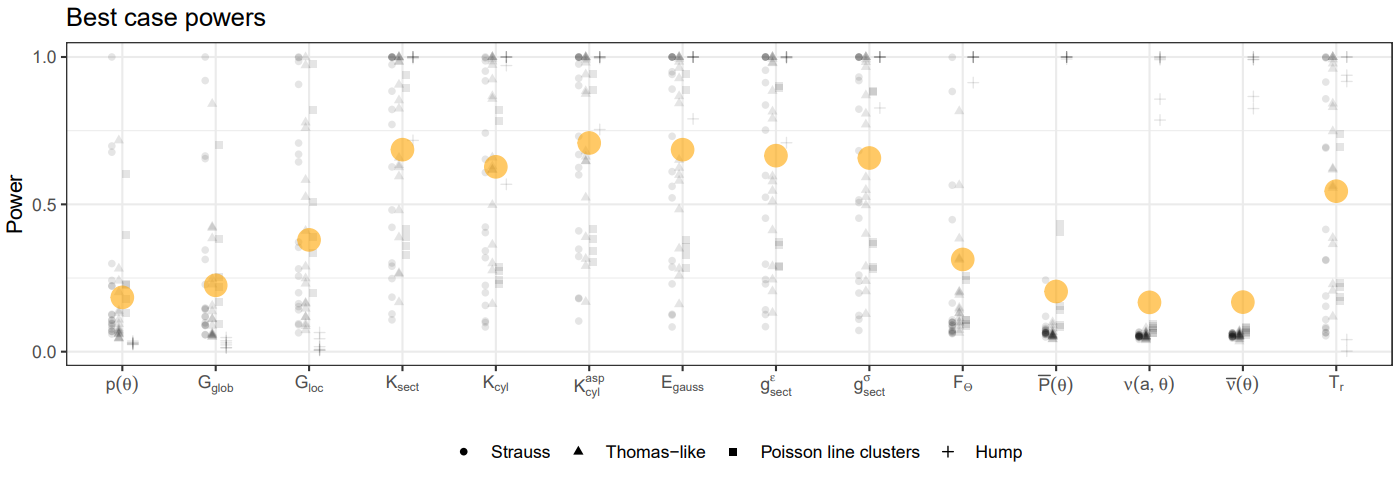 Best case powers
Power
1.0
0.5
0.0
p(θ) G_glob G_loc K_sect K_cyl K_cyl^asp E_gauss g_sect^ε g_sect^σ F_Θ P̅(θ) ν(a, θ) ν̅(θ) T_r
Strauss Thomas−like Poisson line clusters Hump